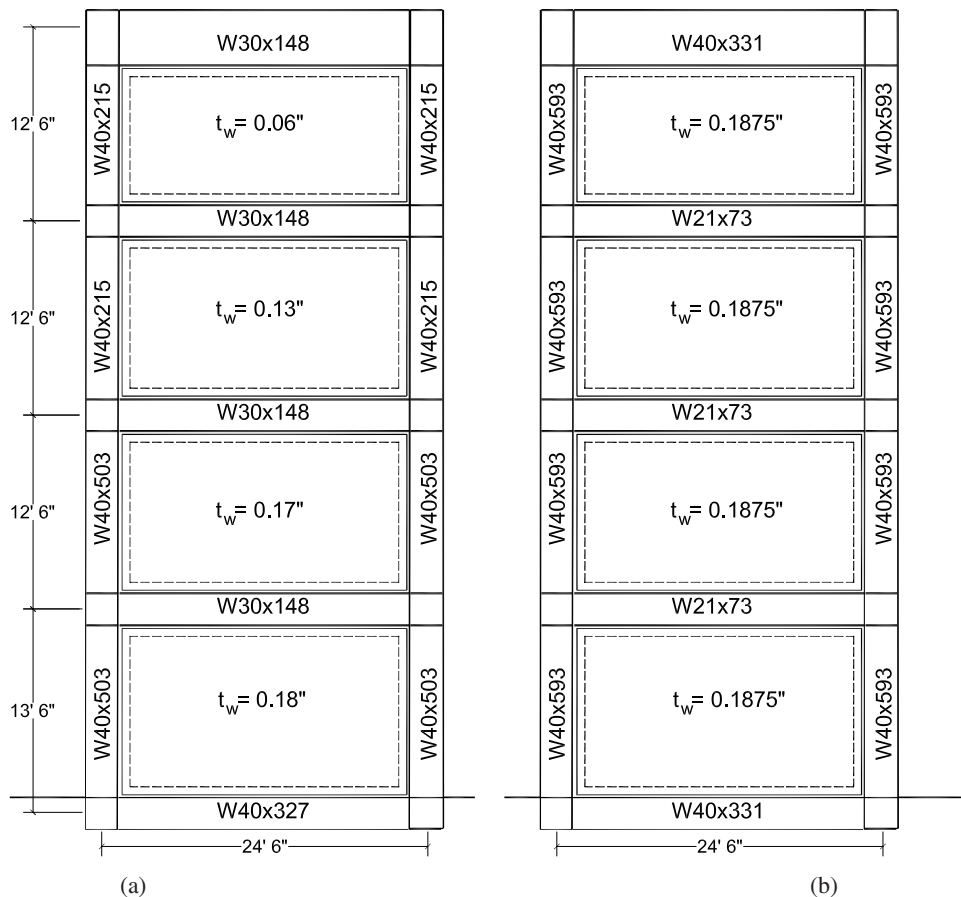 W30x148
W40x331
12' 6"
W40x215
t_w= 0.06"
W40x215
W40x593
t_w= 0.1875"
W40x593
W30x148
W21x73
12' 6"
W40x215
t_w= 0.13"
W40x215
W40x593
t_w= 0.1875"
W40x593
W30x148
W21x73
12' 6"
W40x503
t_w= 0.17"
W40x503
W40x593
t_w= 0.1875"
W40x593
W30x148
W21x73
13' 6"
W40x503
t_w= 0.18"
W40x503
W40x593
t_w= 0.1875"
W40x593
W40x327
W40x331
24' 6"
24' 6"
(a)
(b)